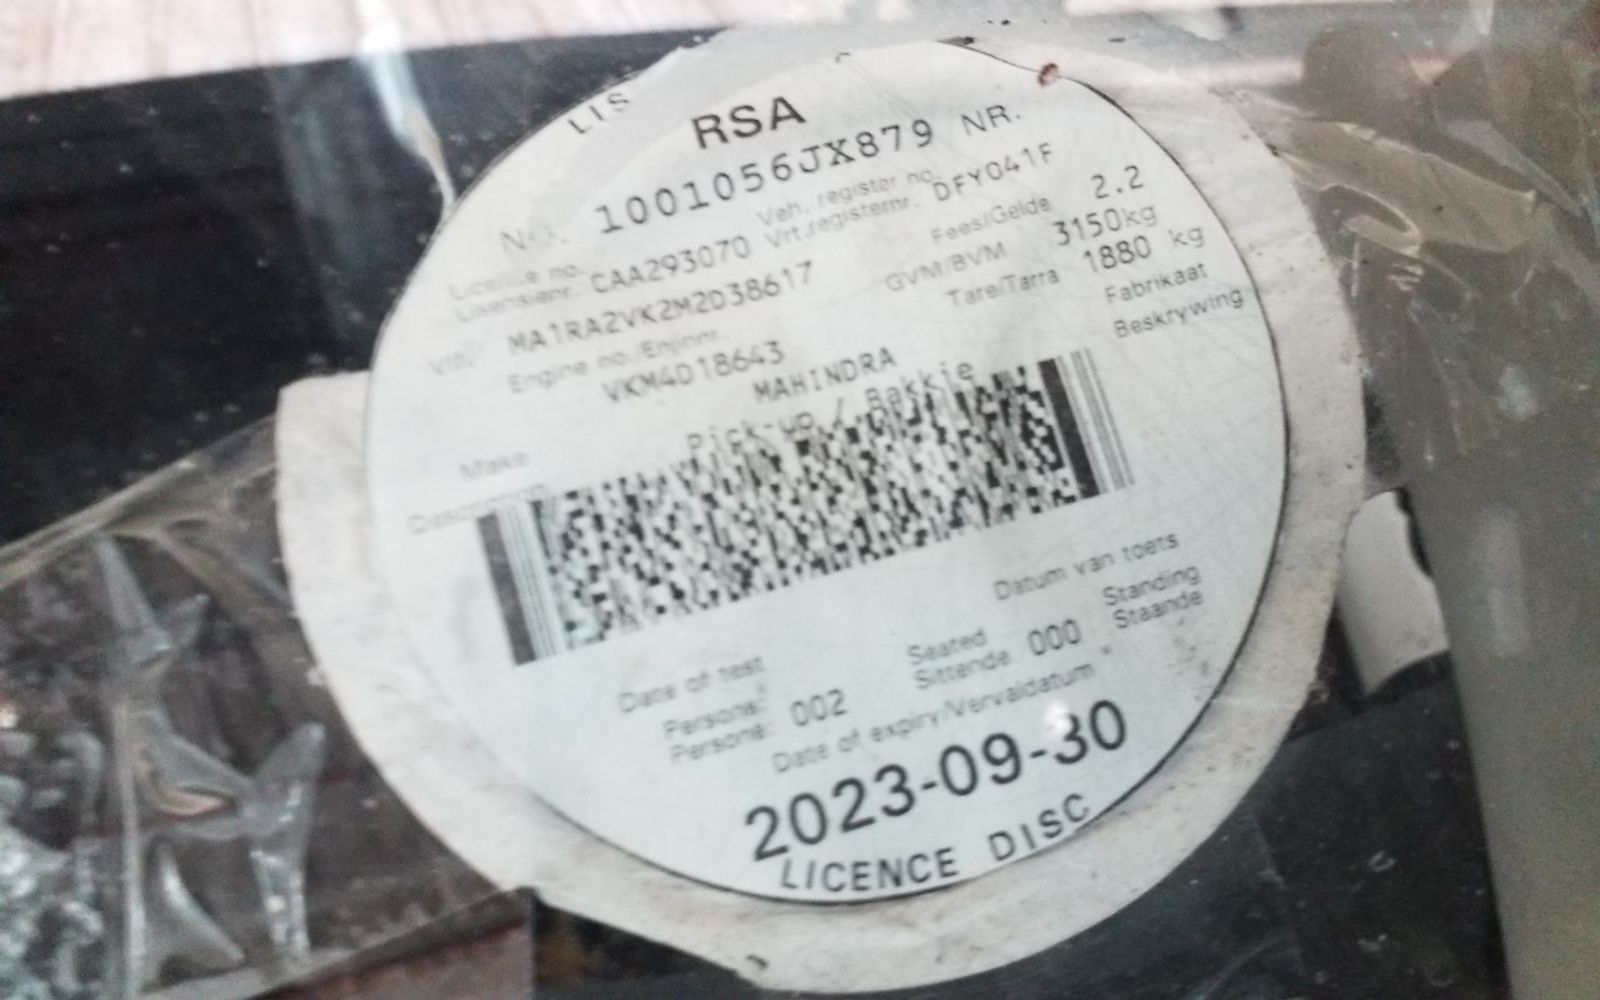 LIS
RSA
NO. 1001056JX879 NR.
Veh. register no.
Vrt.registernr. DFY041F
Licence no.
Lisensienr. CAA293070
Fees/Gelde 2.2
VIN MA1RA2VK2M2D38617
GVM/BVM 3150kg
Engine no./Enjinnr.
Tare/Tarra 1880 kg
VKM4D18643
Fabrikaat
MAHINDRA
Beskrywing
Make
Pick-up / Bakkie
Description
Datum van toets
Date of test
Persons:
Persone: 002
Seated
Sittende 000
Standing
Staande
Date of expiry/Vervaldatum
2023-09-30
LICENCE DISC